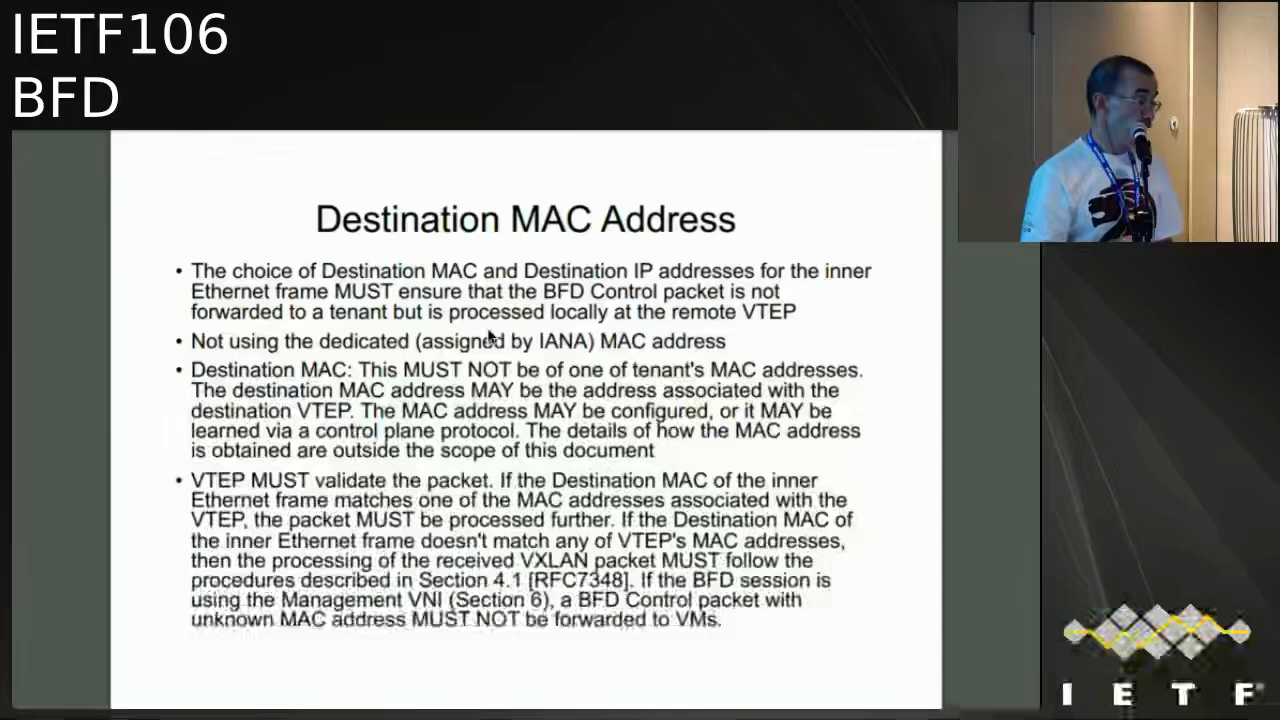 IETF106
BFD
Destination MAC Address
• The choice of Destination MAC and Destination IP addresses for the inner
Ethernet frame MUST ensure that the BFD Control packet is not
forwarded to a tenant but is processed locally at the remote VTEP
• Not using the dedicated (assigned by IANA) MAC address
• Destination MAC: This MUST NOT be of one of tenant's MAC addresses.
The destination MAC address MAY be the address associated with the
destination VTEP. The MAC address MAY be configured, or it MAY be
learned via a control plane protocol. The details of how the MAC address
is obtained are outside the scope of this document
• VTEP MUST validate the packet. If the Destination MAC of the inner
Ethernet frame matches one of the MAC addresses associated with the
VTEP, the packet MUST be processed further. If the Destination MAC of
the inner Ethernet frame doesn't match any of VTEP's MAC addresses,
then the processing of the received VXLAN packet MUST follow the
procedures described in Section 4.1 [RFC7348]. If the BFD session is
using the Management VNI (Section 6), a BFD Control packet with
unknown MAC address MUST NOT be forwarded to VMs.
I E T F